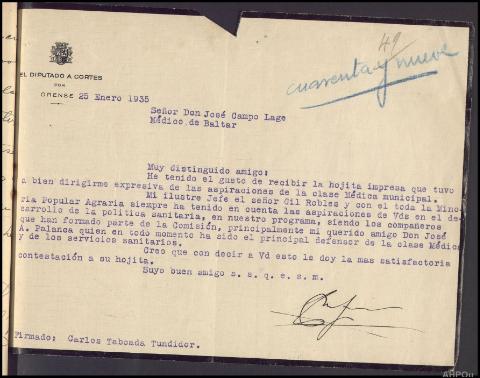 49
cuarenta y nueve
EL DIPUTADO A CORTES
POR
ORENSE
25 Enero 1935
Señor Don José Campo Lage
Médico de Baltar
Muy distinguido amigo:
He tenido el gusto de recibir la hojita impresa que tuvo
a bien dirigirme expresiva de las aspiraciones de la clase Médica municipal.
Mi ilustre Jefe el señor Gil Robles y con el toda la Mino-
ria Popular Agraria siempre ha tenido en cuenta las aspiraciones de Vds en el de-
sarrollo de la politica sanitaria, en nuestro programa, siendo los compañeros
que han formado parte de la Comisión, principalmente mi querido amigo Don José
A. Palanca quien en todo momento ha sido el principal defensor de la clase Médica
y de los servicios sanitarios.
Creo que con decir a Vd esto le doy la mas satisfactoria
contestación a su hojita.
Suyo buen amigo s. s. q. e. s. m.
Firmado: Carlos Taboada Tundidor.
AHPOu